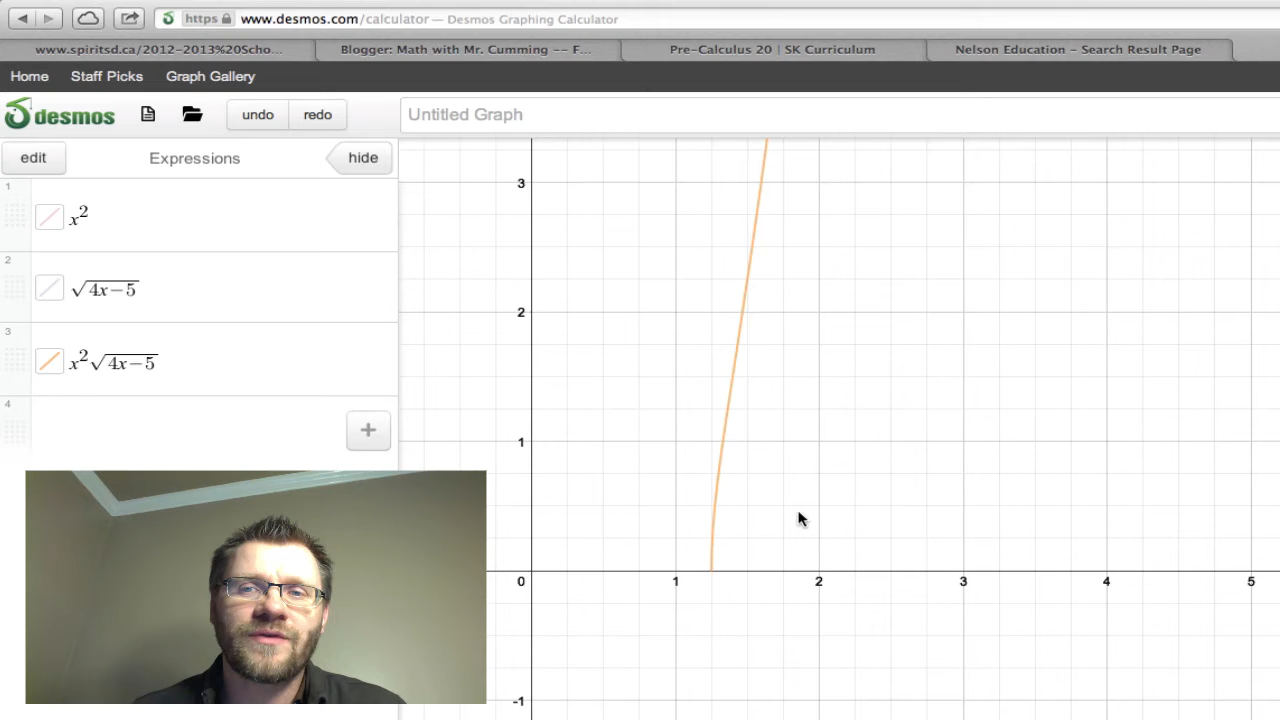 https www.desmos.com/calculator — Desmos Graphing Calculator
www.spiritsd.ca/2012-2013%20Scho... Blogger: Math with Mr. Cumming -- F... Pre-Calculus 20 | SK Curriculum Nelson Education - Search Result Page
Home Staff Picks Graph Gallery
desmos undo redo Untitled Graph
edit Expressions hide
1
x²
2
√4x−5
3
x²√4x−5
4
+
3
2
1
0 1 2 3 4 5
-1